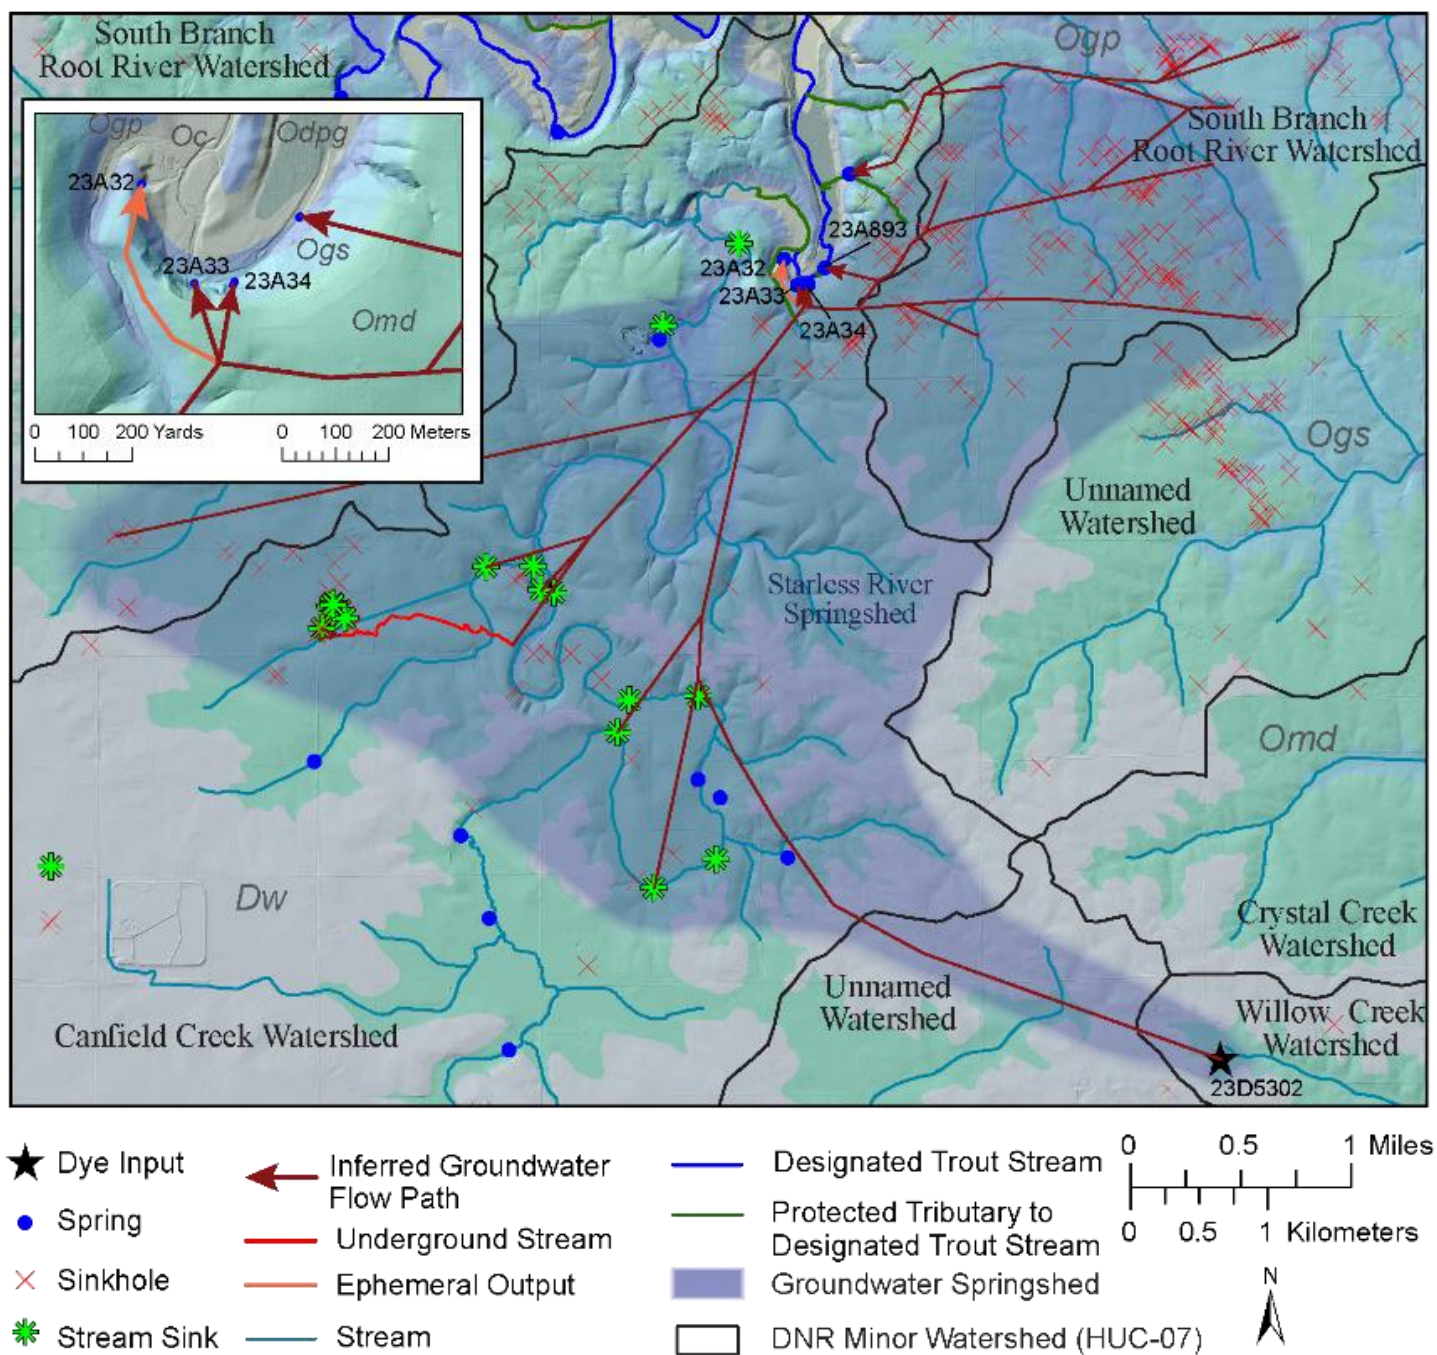 South Branch
Root River Watershed
Ogp
South Branch
Root River Watershed
Ogp
Oc
Odpg
23A32
Ogs
23A33
23A34
Omd
0 100 200 Yards
0 100 200 Meters
23A893
23A32
23A33
23A34
Ogs
Unnamed
Watershed
Starless River
Springshed
Omd
Dw
Crystal Creek
Watershed
Unnamed
Watershed
Willow Creek
Watershed
Canfield Creek Watershed
23D5302
Dye Input
Spring
Sinkhole
Stream Sink
Inferred Groundwater
Flow Path
Underground Stream
Ephemeral Output
Stream
Designated Trout Stream
Protected Tributary to
Designated Trout Stream
Groundwater Springshed
DNR Minor Watershed (HUC-07)
0 0.5 1 Miles
0 0.5 1 Kilometers
N